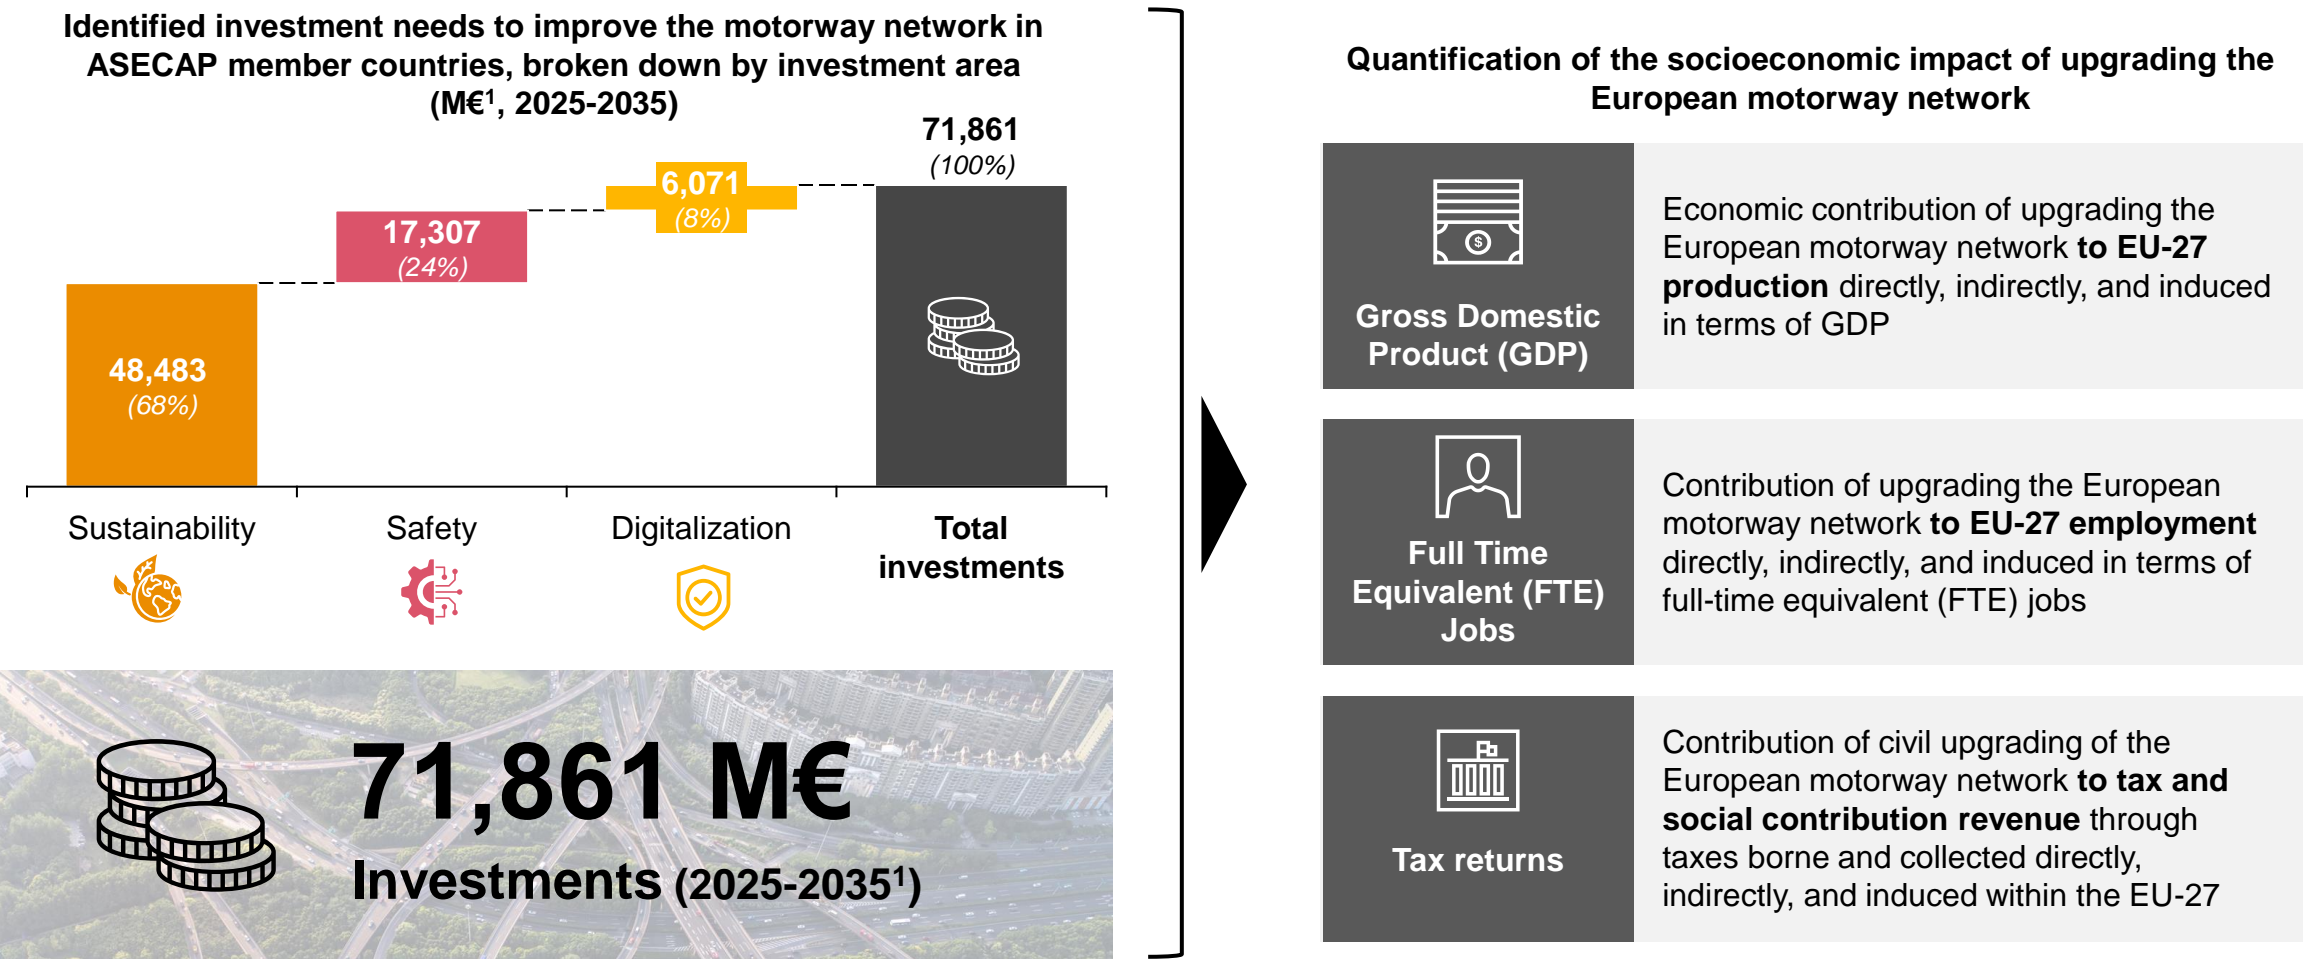 Identified investment needs to improve the motorway network in
ASECAP member countries, broken down by investment area
(M€¹, 2025-2035)
71,861
(100%)
6,071
(8%)
17,307
(24%)
48,483
(68%)
Sustainability
Safety
Digitalization
Total
investments
71,861 M€
Investments (2025-2035¹)
Quantification of the socioeconomic impact of upgrading the
European motorway network
$
Gross Domestic
Product (GDP)
Economic contribution of upgrading the
European motorway network to EU-27
production directly, indirectly, and induced
in terms of GDP
Full Time
Equivalent (FTE)
Jobs
Contribution of upgrading the European
motorway network to EU-27 employment
directly, indirectly, and induced in terms of
full-time equivalent (FTE) jobs
Tax returns
Contribution of civil upgrading of the
European motorway network to tax and
social contribution revenue through
taxes borne and collected directly,
indirectly, and induced within the EU-27